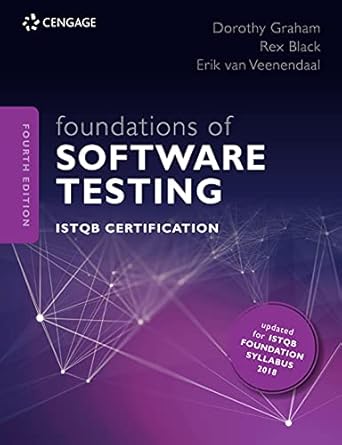 CENGAGE
Dorothy Graham
Rex Black
Erik van Veenendaal
FOURTH EDITION
foundations of
SOFTWARE
TESTING
ISTQB CERTIFICATION
updated
for ISTQB
FOUNDATION
SYLLABUS
2018